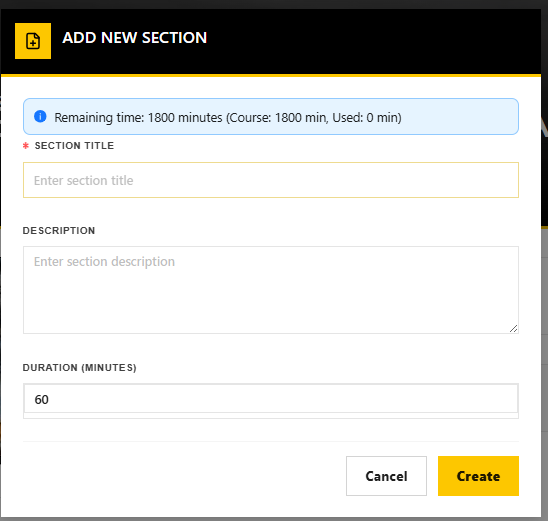 ADD NEW SECTION
Remaining time: 1800 minutes (Course: 1800 min, Used: 0 min)
* SECTION TITLE
Enter section title
DESCRIPTION
Enter section description
DURATION (MINUTES)
60
Cancel
Create